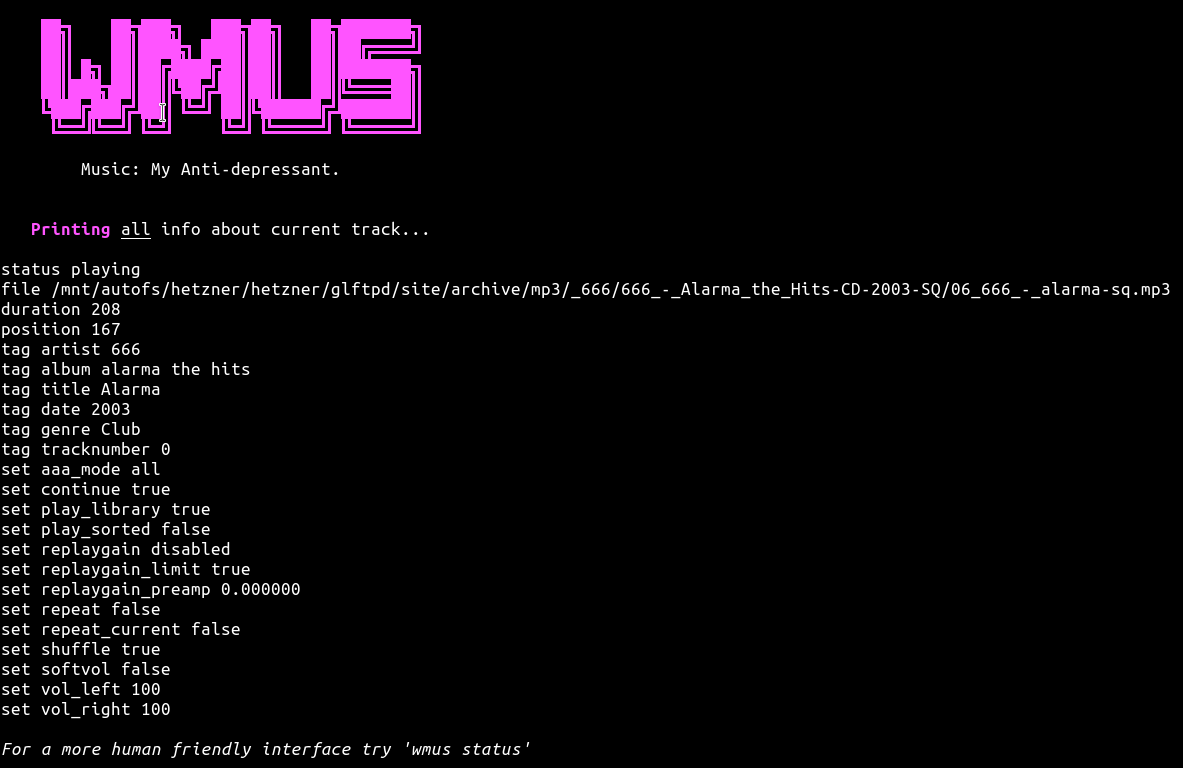 WMUS
Music: My Anti-depressant.
Printing all info about current track...
status playing
file /mnt/autofs/hetzner/hetzner/glftpd/site/archive/mp3/_666/666_-_Alarma_the_Hits-CD-2003-SQ/06_666_-_alarma-sq.mp3
duration 208
position 167
tag artist 666
tag album alarma the hits
tag title Alarma
tag date 2003
tag genre Club
tag tracknumber 0
set aaa_mode all
set continue true
set play_library true
set play_sorted false
set replaygain disabled
set replaygain_limit true
set replaygain_preamp 0.000000
set repeat false
set repeat_current false
set shuffle true
set softvol false
set vol_left 100
set vol_right 100
For a more human friendly interface try 'wmus status'